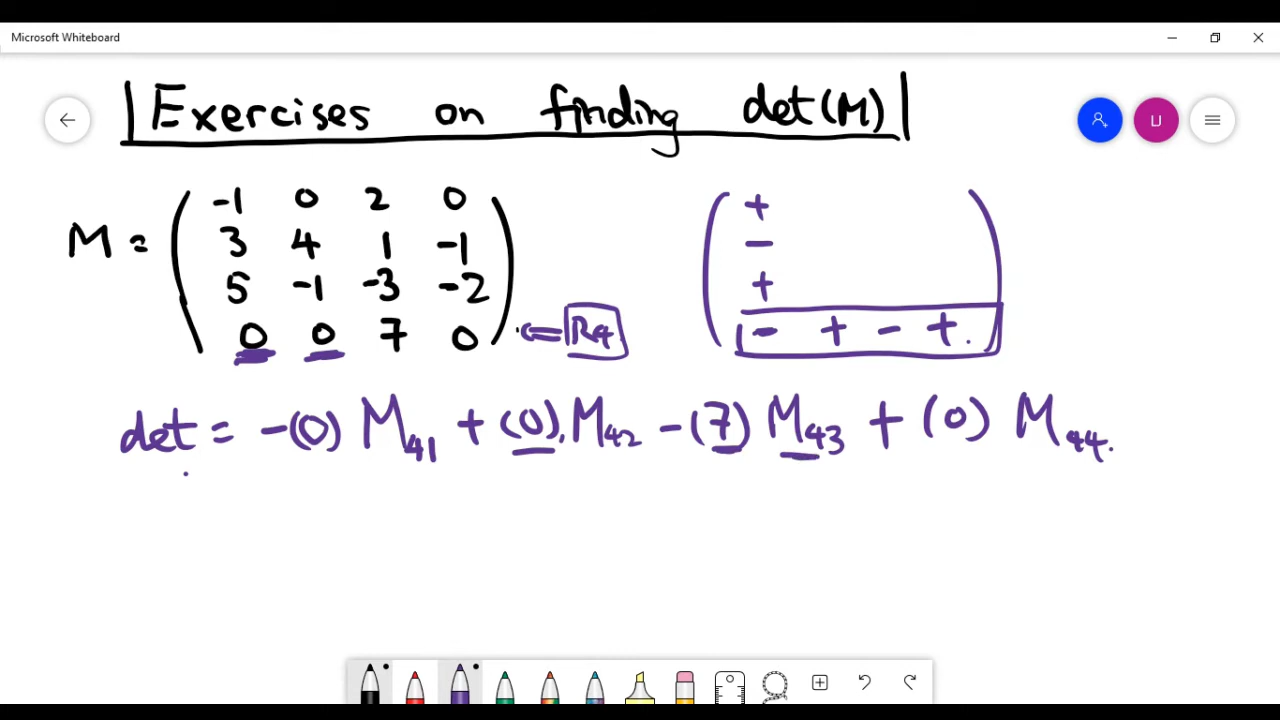 Microsoft Whiteboard
Exercises on finding det(M)
U
M = ( -1 0 2 0
3 4 1 -1
5 -1 -3 -2
0 0 7 0 ) ⇐ R4
( +
−
+
− + − + )
det = -(0) M41 + (0).M42 - (7) M43 + (0) M44.